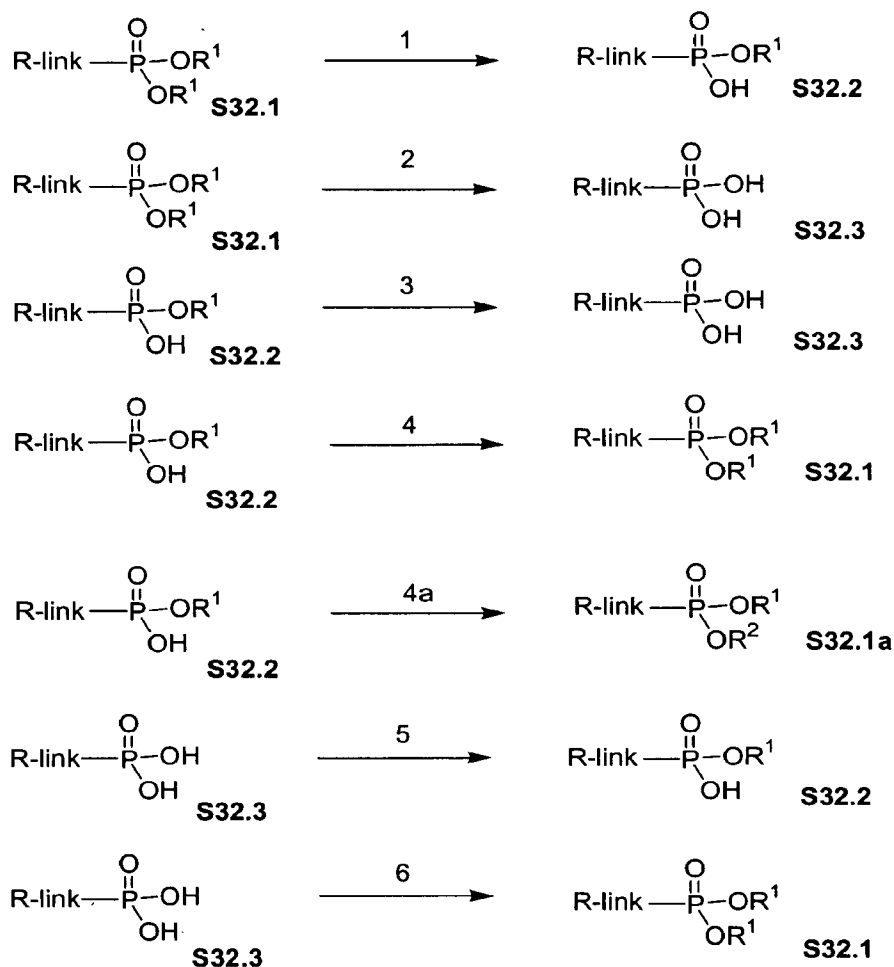 O O
R-link P OR¹ 1 R-link P OR¹
OR¹ S32.1 OH S32.2
O O
R-link P OR¹ 2 R-link P OH
OR¹ S32.1 OH S32.3
O O
R-link P OR¹ 3 R-link P OH
OH S32.2 OH S32.3
O O
R-link P OR¹ 4 R-link P OR¹
OH S32.2 OR¹ S32.1
O O
R-link P OR¹ 4a R-link P OR¹
OH S32.2 OR² S32.1a
O O
R-link P OH 5 R-link P OR¹
OH S32.3 OH S32.2
O O
R-link P OH 6 R-link P OR¹
OH S32.3 OR¹ S32.1